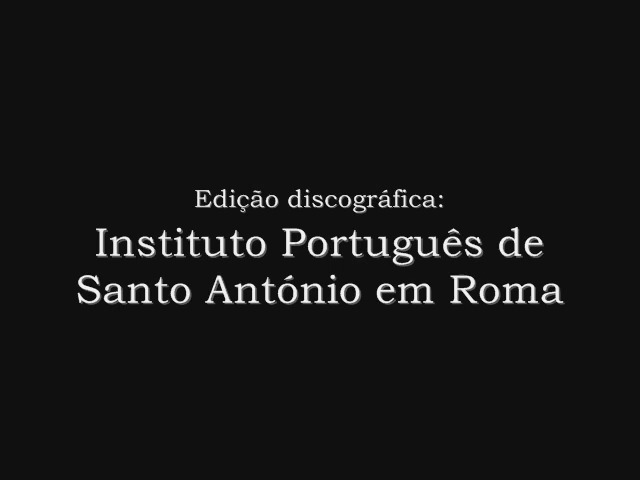 Edição discográfica:
Instituto Português de
Santo António em Roma